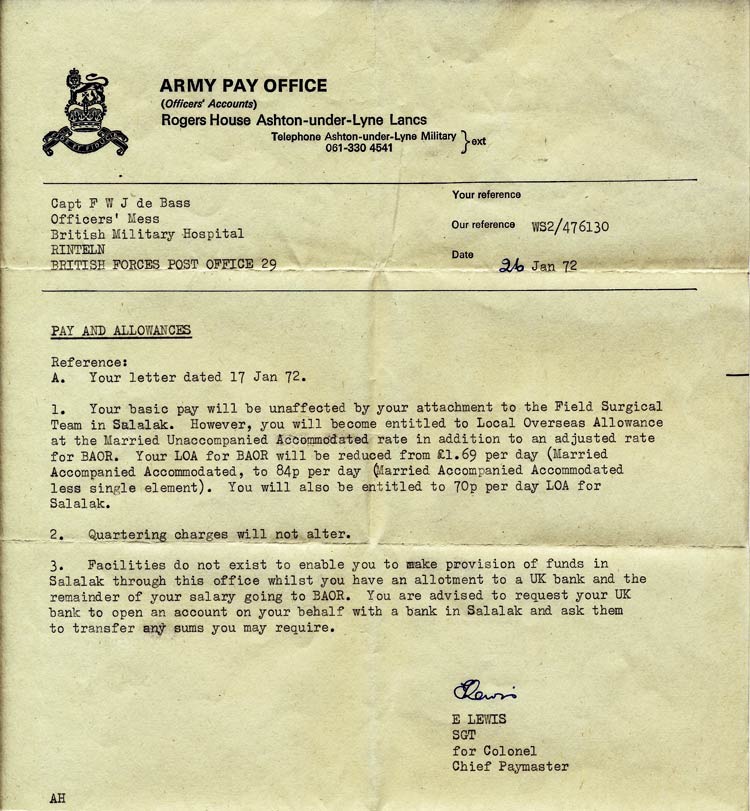 ARMY PAY OFFICE
(Officers' Accounts)
Rogers House Ashton-under-Lyne Lancs
Telephone Ashton-under-Lyne Military
061-330 4541 } ext
Capt F W J de Bass
Officers' Mess
British Military Hospital
RINTELN
BRITISH FORCES POST OFFICE 29
Your reference
Our reference WS2/476130
Date 26 Jan 72
PAY AND ALLOWANCES
Reference:
A. Your letter dated 17 Jan 72.
1. Your basic pay will be unaffected by your attachment to the Field Surgical
Team in Salalak. However, you will become entitled to Local Overseas Allowance
at the Married Unaccompanied Accommodated rate in addition to an adjusted rate
for BAOR. Your LOA for BAOR will be reduced from £1.69 per day (Married
Accompanied Accommodated, to 84p per day (Married Accompanied Accommodated
less single element). You will also be entitled to 70p per day LOA for
Salalak.
2. Quartering charges will not alter.
3. Facilities do not exist to enable you to make provision of funds in
Salalak through this office whilst you have an allotment to a UK bank and the
remainder of your salary going to BAOR. You are advised to request your UK
bank to open an account on your behalf with a bank in Salalak and ask them
to transfer any sums you may require.
ELewis
E LEWIS
SGT
for Colonel
Chief Paymaster
AH